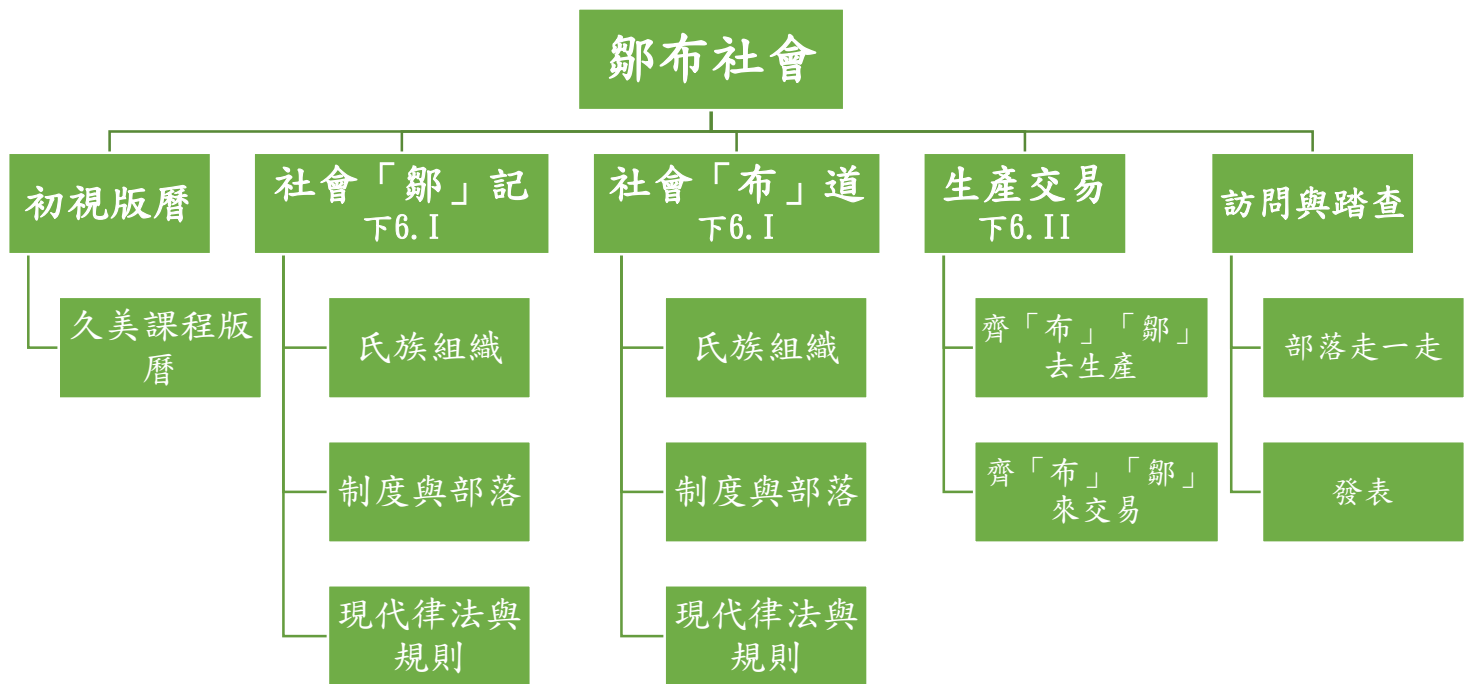 鄒布社會
初視版曆
久美課程版
曆
社會「鄒」記
下6.I
氏族組織
制度與部落
現代律法與
規則
社會「布」道
下6.I
氏族組織
制度與部落
現代律法與
規則
生產交易
下6.II
齊「布」「鄒」
去生產
齊「布」「鄒」
來交易
訪問與踏查
部落走一走
發表